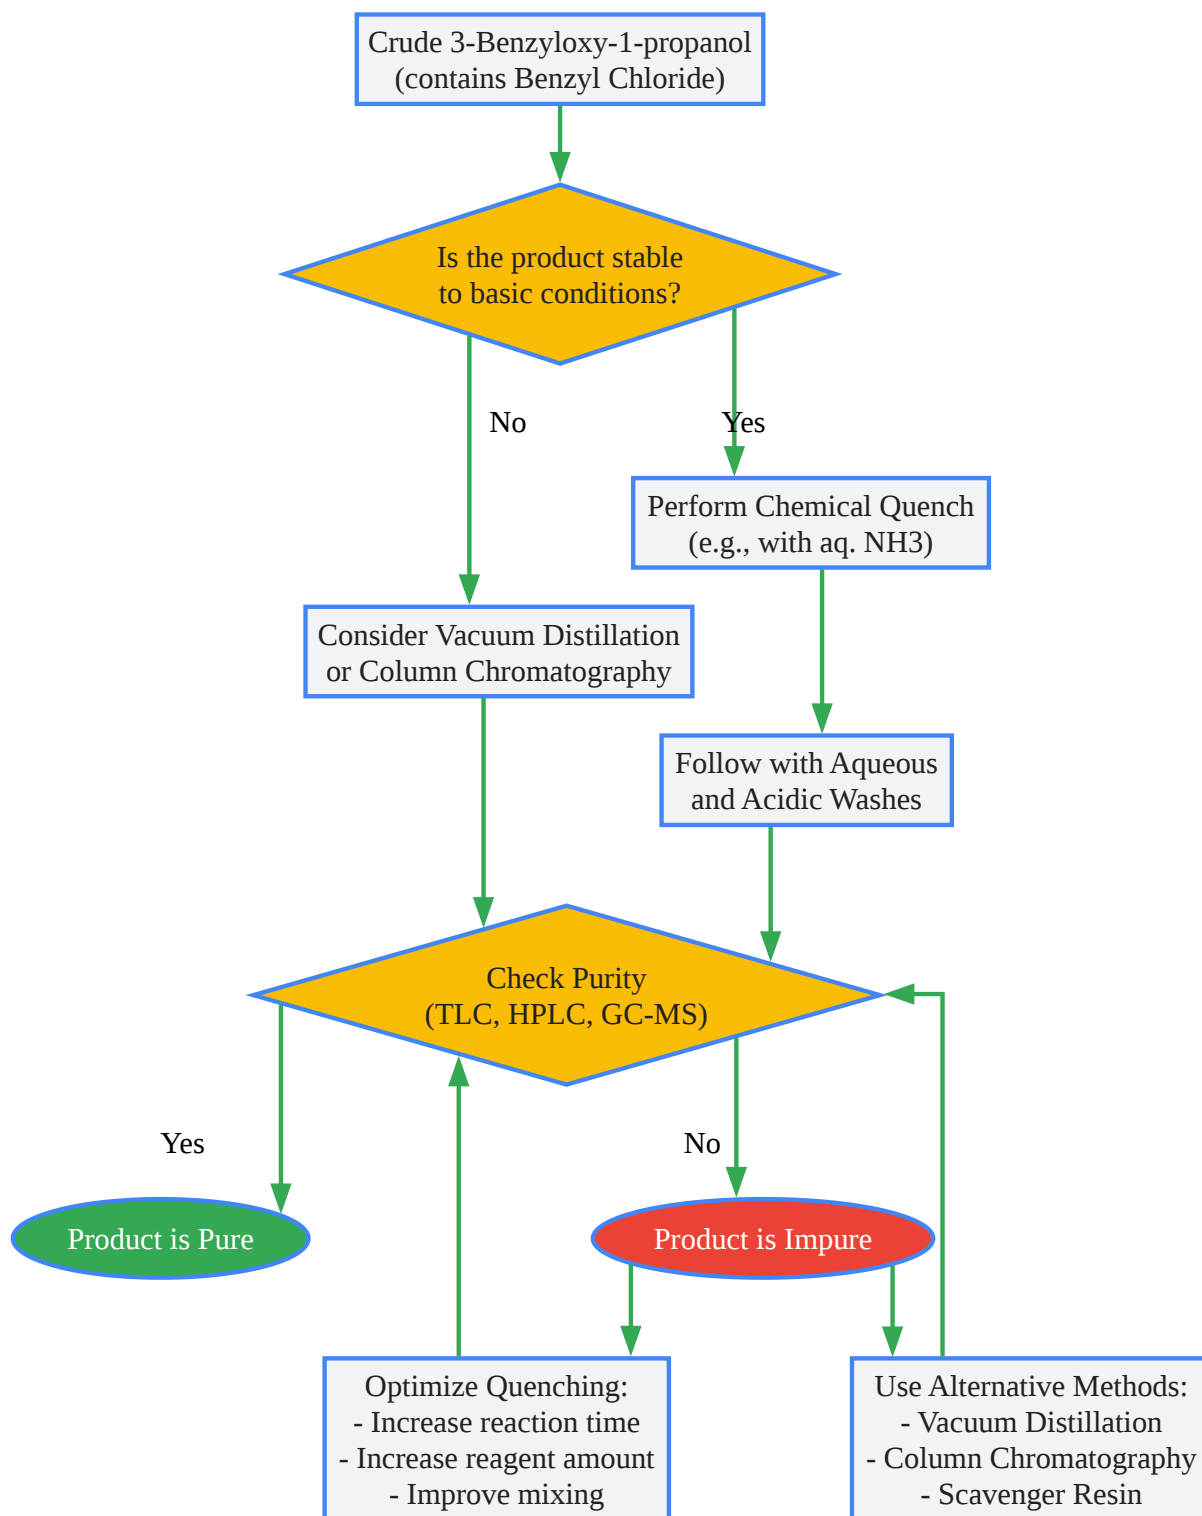 Crude 3-Benzyloxy-1-propanol
(contains Benzyl Chloride)
Is the product stable
to basic conditions?
No
Yes
Perform Chemical Quench
(e.g., with aq. NH3)
Consider Vacuum Distillation
or Column Chromatography
Follow with Aqueous
and Acidic Washes
Check Purity
(TLC, HPLC, GC-MS)
Yes
No
Product is Pure
Product is Impure
Optimize Quenching:
- Increase reaction time
- Increase reagent amount
- Improve mixing
Use Alternative Methods:
- Vacuum Distillation
- Column Chromatography
- Scavenger Resin